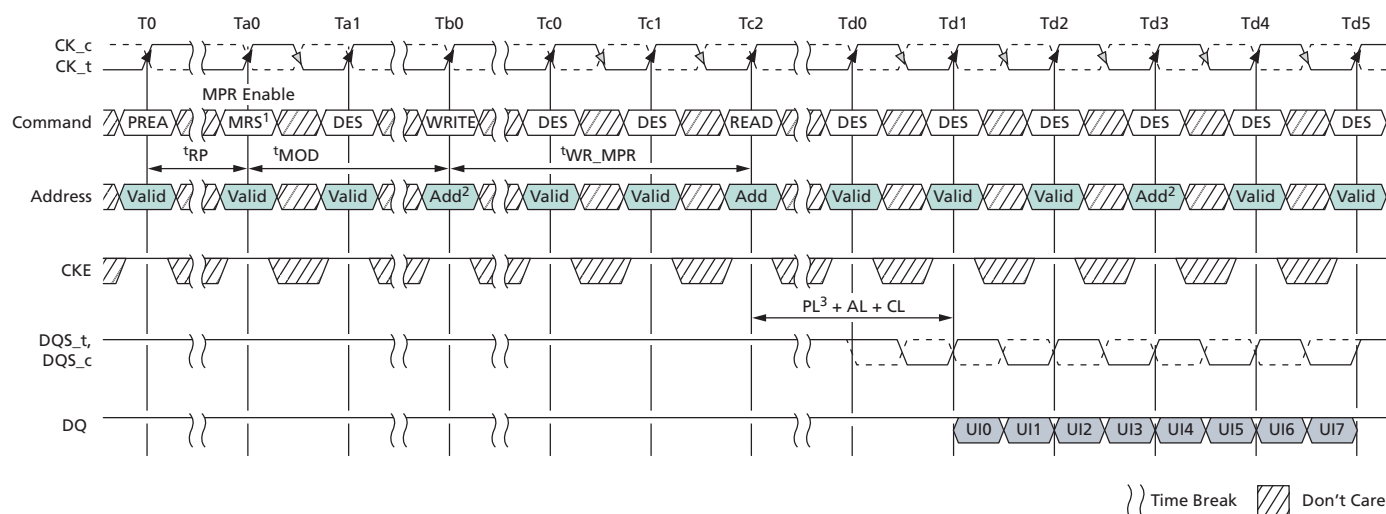 T0 Ta0 Ta1 Tb0 Tc0 Tc1 Tc2 Td0 Td1 Td2 Td3 Td4 Td5
CK_c
CK_t
MPR Enable
Command PREA MRS¹ DES WRITE DES DES READ DES DES DES DES DES DES
tRP tMOD tWR_MPR
Address Valid Valid Valid Add² Valid Valid Add Valid Valid Valid Add² Valid Valid
CKE
PL³ + AL + CL
DQS_t,
DQS_c
DQ UI0 UI1 UI2 UI3 UI4 UI5 UI6 UI7
Time Break Don't Care